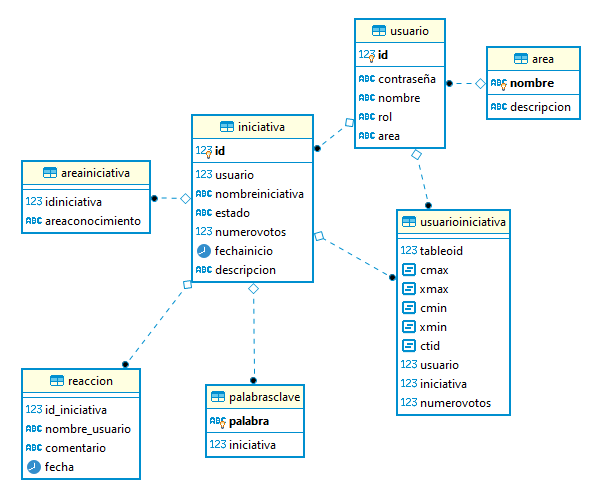 usuario
123 id
ABC contraseña
ABC nombre
ABC rol
ABC area
area
ABC nombre
ABC descripcion
iniciativa
123 id
123 usuario
ABC nombreiniciativa
ABC estado
123 numerovotos
fechainicio
ABC descripcion
areainiciativa
123 idiniciativa
ABC areaconocimiento
usuarioiniciativa
123 tableoid
cmax
xmax
cmin
xmin
ctid
123 usuario
123 iniciativa
123 numerovotos
reaccion
123 id_iniciativa
ABC nombre_usuario
ABC comentario
fecha
palabrasclave
ABC palabra
123 iniciativa